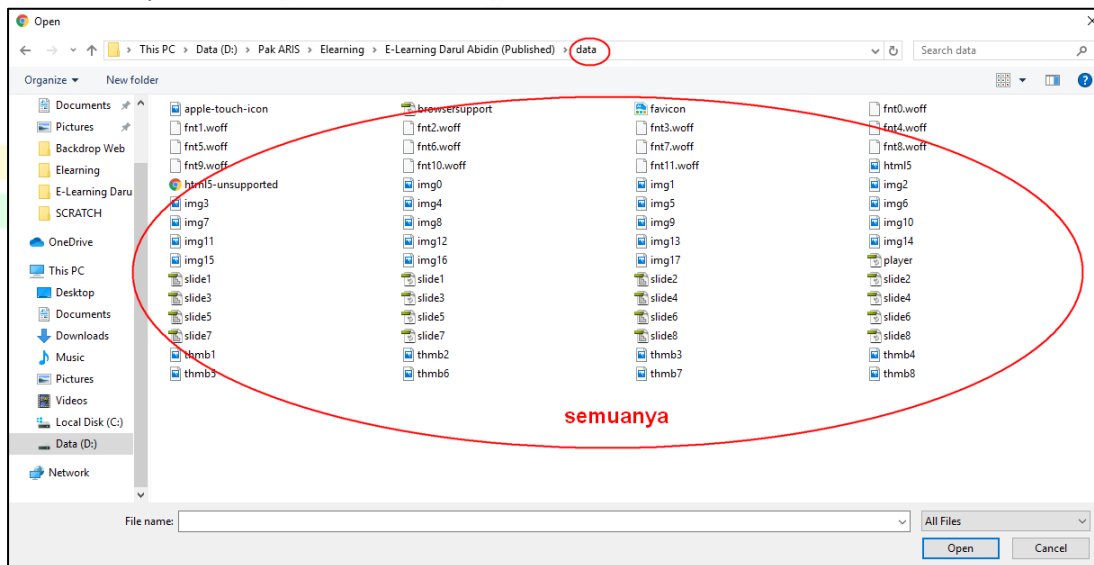 Open
This PC > Data (D:) > Pak ARIS > Elearning > E-Learning Darul Abidin (Published) > data
Search data
Organize
New folder
Documents
Pictures
Backdrop Web
Elearning
E-Learning Daru
SCRATCH
OneDrive
This PC
Desktop
Documents
Downloads
Music
Pictures
Videos
Local Disk (C:)
Data (D:)
Network
apple-touch-icon browsersupport favicon fnt0.woff
fnt1.woff fnt2.woff fnt3.woff fnt4.woff
fnt5.woff fnt6.woff fnt7.woff fnt8.woff
fnt9.woff fnt10.woff fnt11.woff html5
html5-unsupported img0 img1 img2
img3 img4 img5 img6
img7 img8 img9 img10
img11 img12 img13 img14
img15 img16 img17 player
slide1 slide1 slide2 slide2
slide3 slide3 slide4 slide4
slide5 slide5 slide6 slide6
slide7 slide7 slide8 slide8
thmb1 thmb2 thmb3 thmb4
thmb5 thmb6 thmb7 thmb8
semuanya
File name:
All Files
Open
Cancel